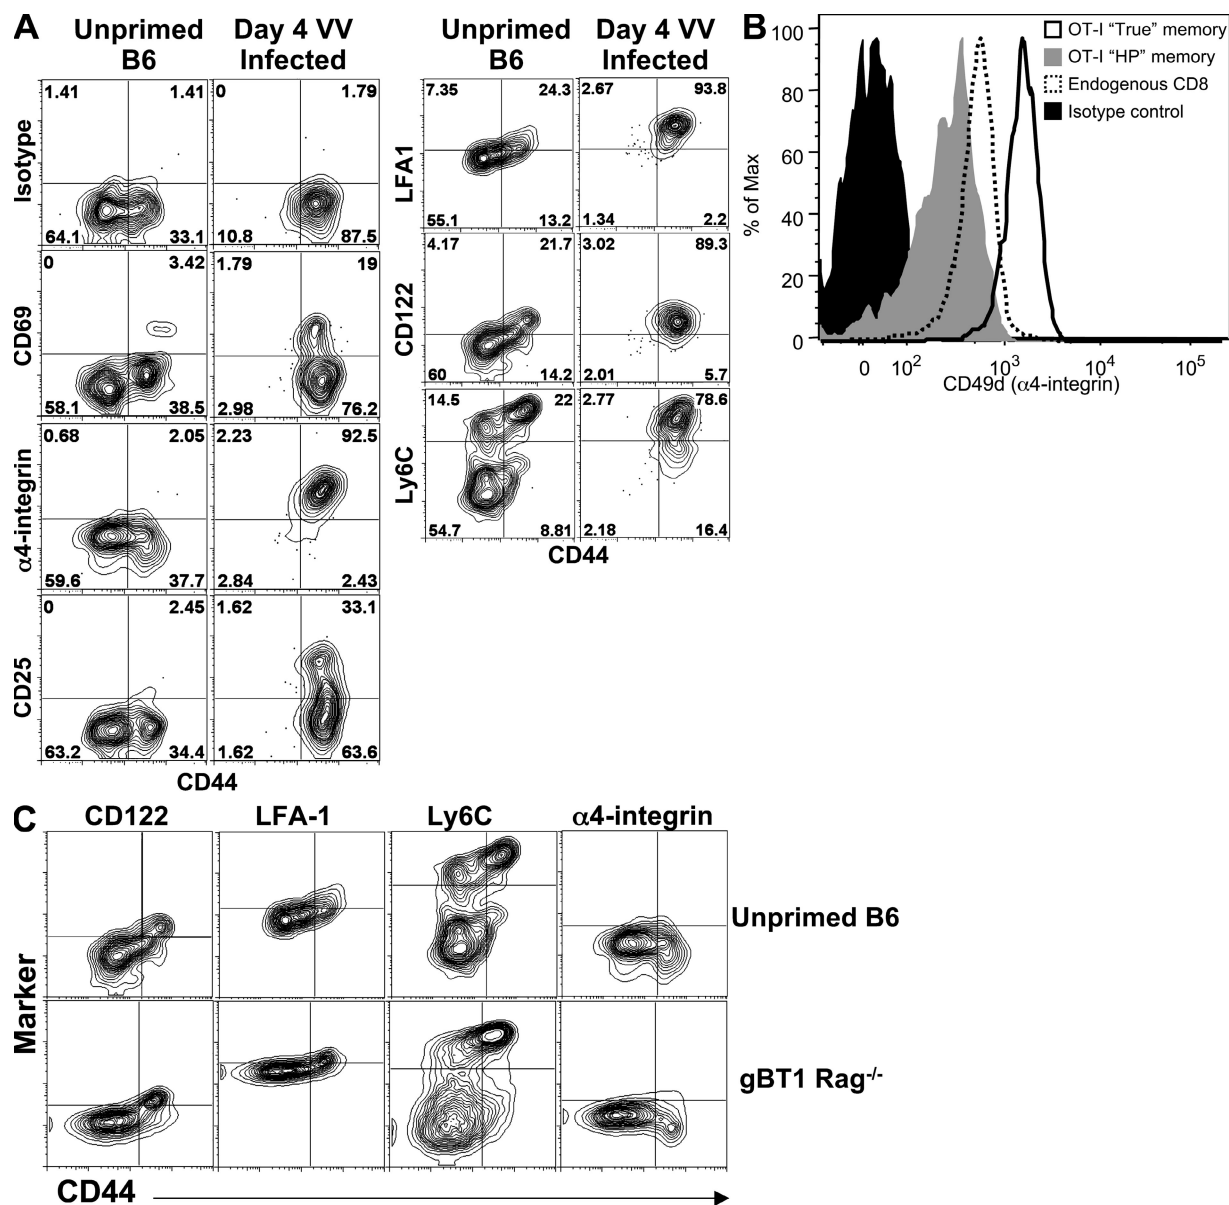 A
Unprimed B6
Day 4 VV Infected
Isotype
1.41 1.41
64.1 33.1
0 1.79
10.8 87.5
CD69
0 3.42
58.1 38.5
1.79 19
2.98 76.2
α4-integrin
0.68 2.05
59.6 37.7
2.23 92.5
2.84 2.43
CD25
0 2.45
63.2 34.4
1.62 33.1
1.62 63.6
CD44
Unprimed B6
Day 4 VV Infected
LFA1
7.35 24.3
55.1 13.2
2.67 93.8
1.34 2.2
CD122
4.17 21.7
60 14.2
3.02 89.3
2.01 5.7
Ly6C
14.5 22
54.7 8.81
2.77 78.6
2.18 16.4
CD44
B
% of Max
100
80
60
40
20
0
OT-I “True” memory
OT-I “HP” memory
Endogenous CD8
Isotype control
0 10² 10³ 10⁴ 10⁵
CD49d (α4-integrin)
C
CD122 LFA-1 Ly6C α4-integrin
Marker
Unprimed B6
gBT1 Rag⁻/⁻
CD44